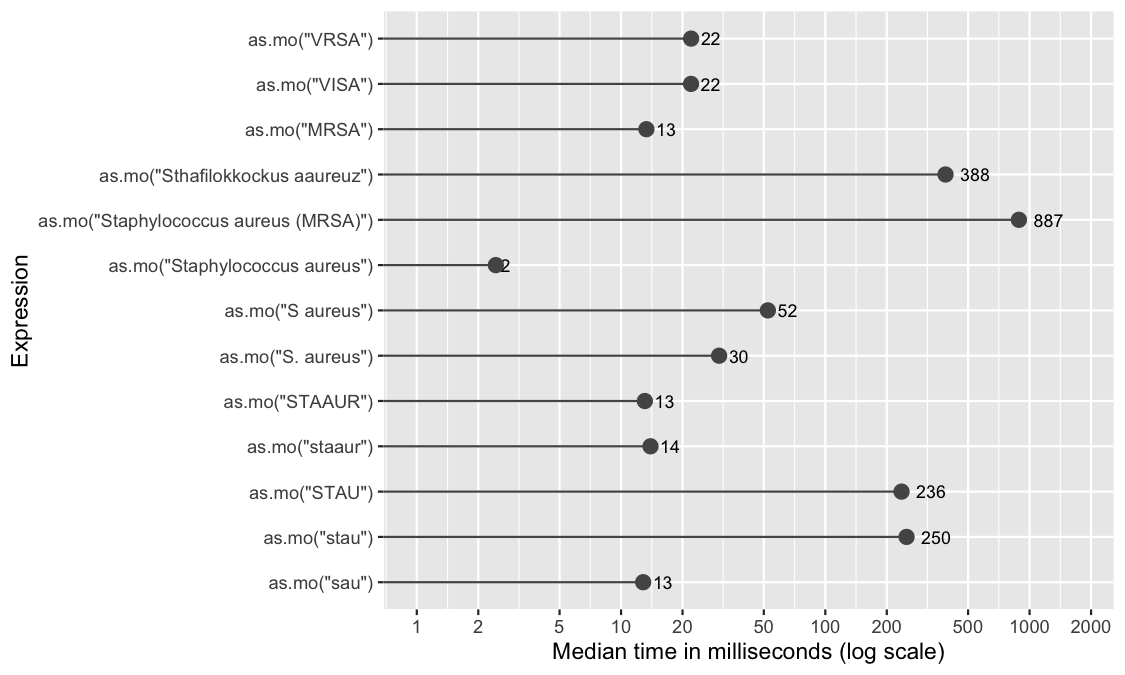 as.mo("VRSA")
22
as.mo("VISA")
22
as.mo("MRSA")
13
as.mo("Sthafilokkockus aaureuz")
388
as.mo("Staphylococcus aureus (MRSA)")
887
as.mo("Staphylococcus aureus")
2
as.mo("S aureus")
52
as.mo("S. aureus")
30
as.mo("STAAUR")
13
as.mo("staaur")
14
as.mo("STAU")
236
as.mo("stau")
250
as.mo("sau")
13
Expression
1 2 5 10 20 50 100 200 500 1000 2000
Median time in milliseconds (log scale)